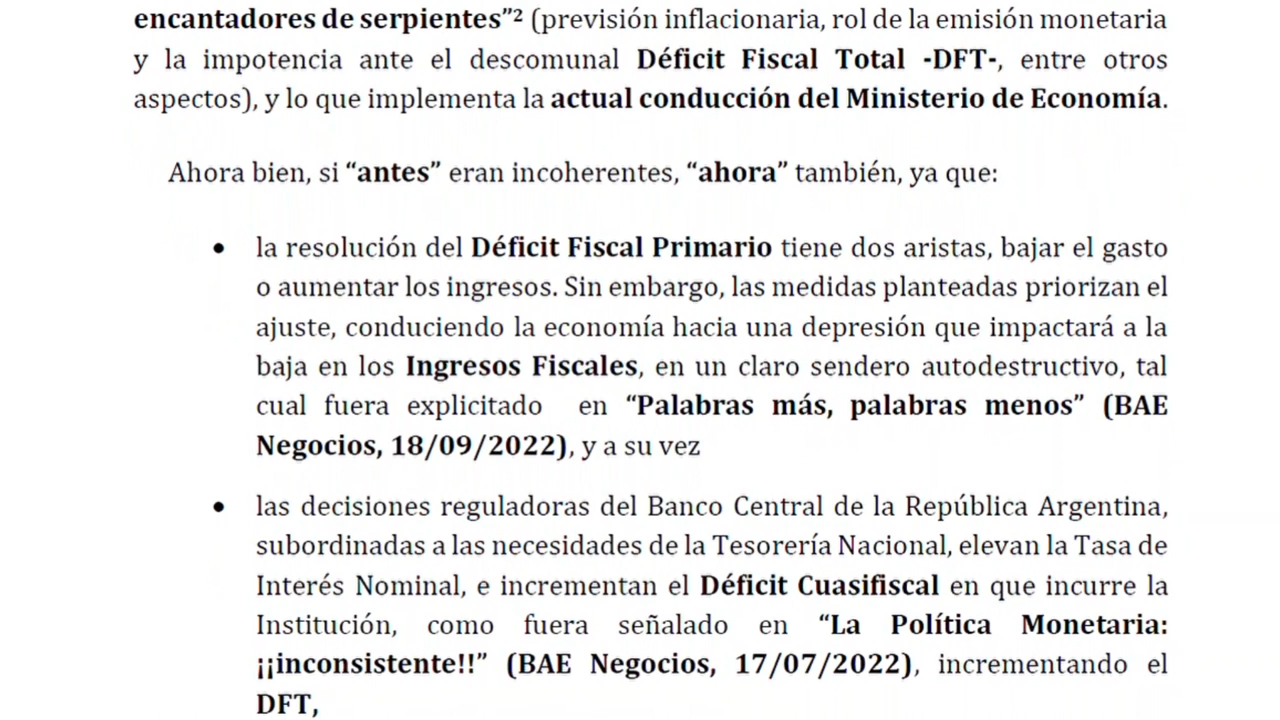 encantadores de serpientes”² (previsión inflacionaria, rol de la emisión monetaria
y la impotencia ante el descomunal Déficit Fiscal Total -DFT-, entre otros
aspectos), y lo que implementa la actual conducción del Ministerio de Economía.
Ahora bien, si “antes” eran incoherentes, “ahora” también, ya que:
• la resolución del Déficit Fiscal Primario tiene dos aristas, bajar el gasto
o aumentar los ingresos. Sin embargo, las medidas planteadas priorizan el
ajuste, conduciendo la economía hacia una depresión que impactará a la
baja en los Ingresos Fiscales, en un claro sendero autodestructivo, tal
cual fuera explicitado en “Palabras más, palabras menos” (BAE
Negocios, 18/09/2022), y a su vez
• las decisiones reguladoras del Banco Central de la República Argentina,
subordinadas a las necesidades de la Tesorería Nacional, elevan la Tasa de
Interés Nominal, e incrementan el Déficit Cuasifiscal en que incurre la
Institución, como fuera señalado en “La Política Monetaria:
¡¡inconsistente!!” (BAE Negocios, 17/07/2022), incrementando el
DFT,